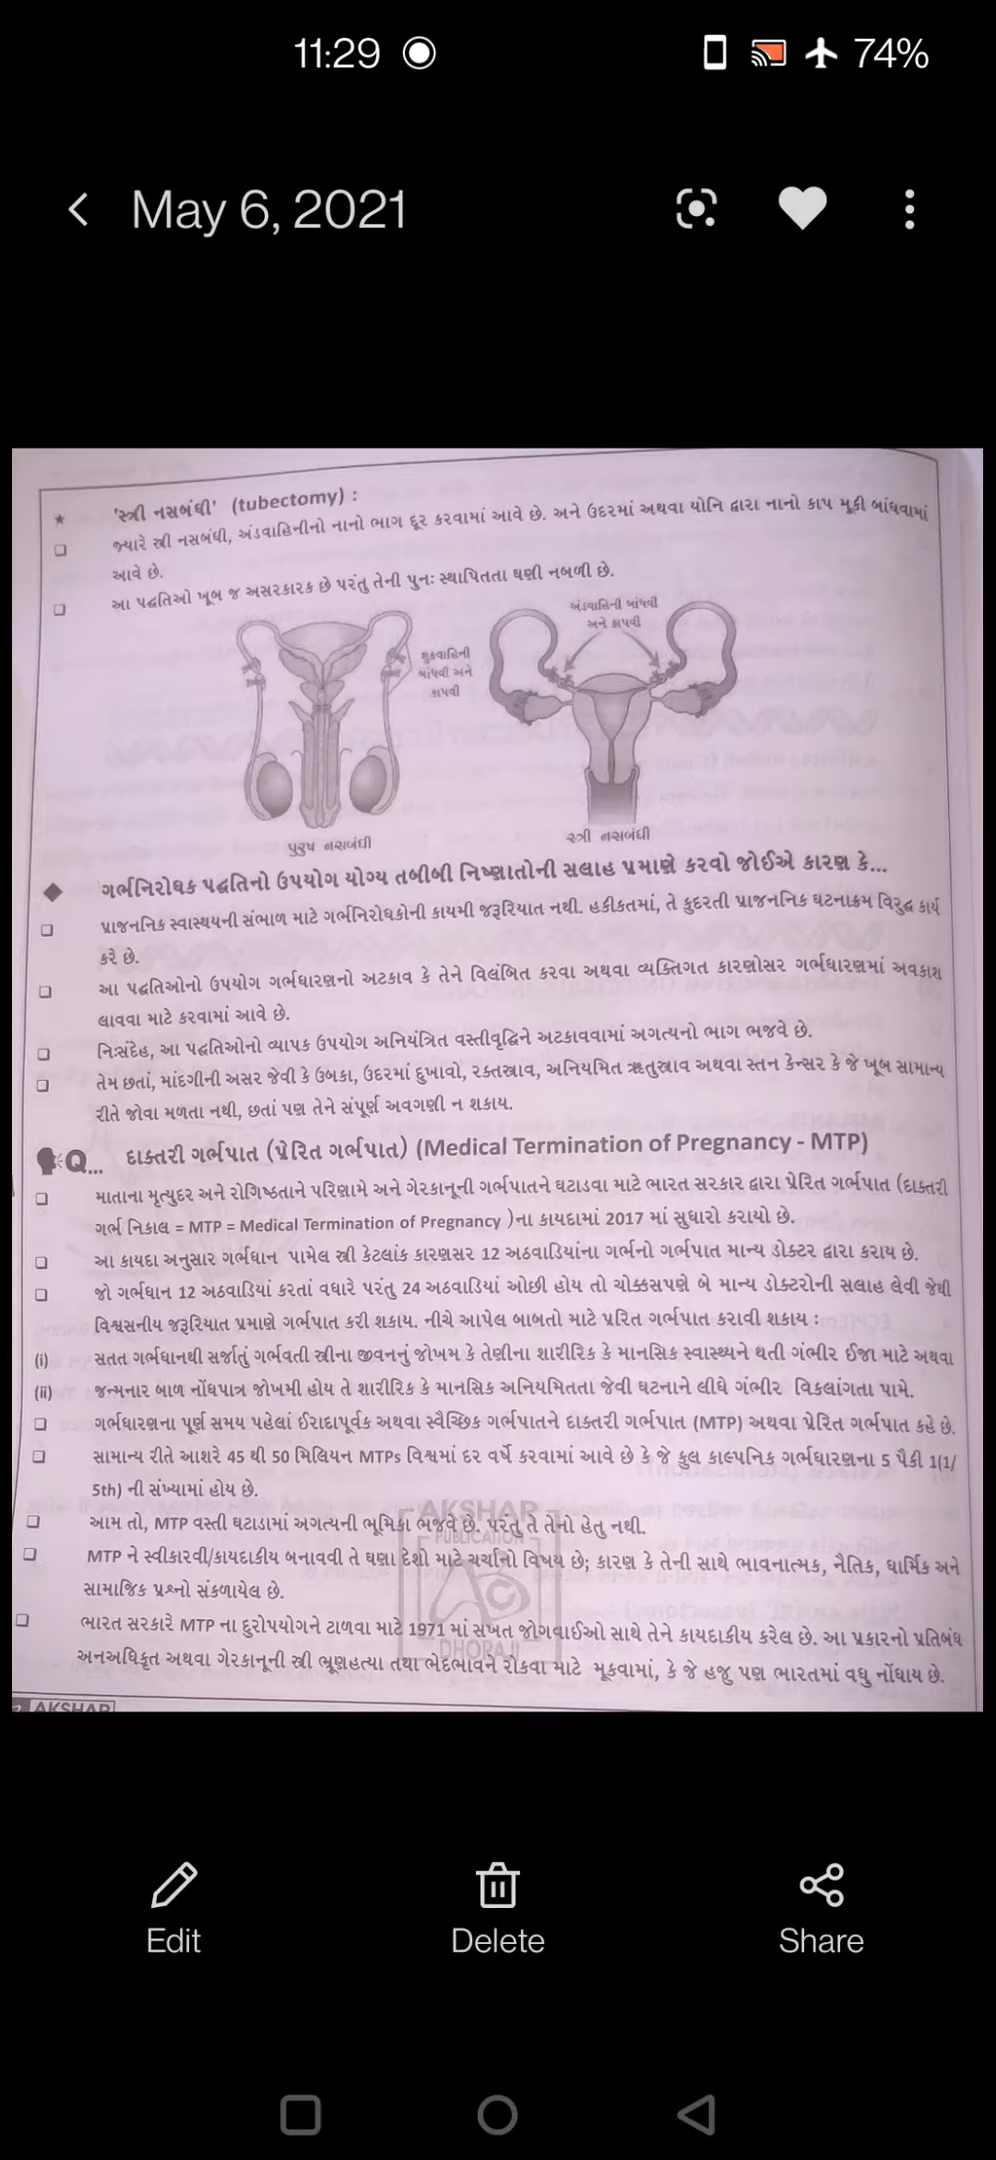 11:29
74%
May 6, 2021
★ 'સ્ત્રી નસબંધી' (tubectomy) :
❑ જ્યારે સ્ત્રી નસબંધી, અંડવાહિનીનો નાનો ભાગ દૂર કરવામાં આવે છે. અને ઉદરમાં અથવા યોનિ દ્વારા નાનો કાપ મૂકી બાંધવામાં
આવે છે.
❑ આ પદ્ધતિઓ ખૂબ જ અસરકારક છે પરંતુ તેની પુનઃ સ્થાપિતતા ઘણી નબળી છે.
અંડવાહિની બાંધવી
અને કાપવી
શુક્રવાહિની
બાંધવી અને
કાપવી
પુરુષ નસબંધી
સ્ત્રી નસબંધી
◆ ગર્ભનિરોધક પદ્ધતિનો ઉપયોગ યોગ્ય તબીબી નિષ્ણાતોની સલાહ પ્રમાણે કરવો જોઈએ કારણ કે...
❑ પ્રાજનનિક સ્વાસ્થયની સંભાળ માટે ગર્ભનિરોધકોની કાયમી જરૂરિયાત નથી. હકીકતમાં, તે કુદરતી પ્રાજનનિક ઘટનાક્રમ વિરુદ્ધ કાર્ય
કરે છે.
❑ આ પદ્ધતિઓનો ઉપયોગ ગર્ભધારણનો અટકાવ કે તેને વિલંબિત કરવા અથવા વ્યક્તિગત કારણોસર ગર્ભધારણમાં અવકાશ
લાવવા માટે કરવામાં આવે છે.
❑ નિઃસંદેહ, આ પદ્ધતિઓનો વ્યાપક ઉપયોગ અનિયંત્રિત વસ્તીવૃદ્ધિને અટકાવવામાં અગત્યનો ભાગ ભજવે છે.
❑ તેમ છતાં, માંદગીની અસર જેવી કે ઉબકા, ઉદરમાં દુખાવો, રક્તસ્રાવ, અનિયમિત ઋતુસ્રાવ અથવા સ્તન કેન્સર કે જે ખૂબ સામાન્ય
રીતે જોવા મળતા નથી, છતાં પણ તેને સંપૂર્ણ અવગણી ન શકાય.
Q... દાક્તરી ગર્ભપાત (પ્રેરિત ગર્ભપાત) (Medical Termination of Pregnancy - MTP)
❑ માતાના મૃત્યુદર અને રોગિષ્ઠતાને પરિણામે અને ગેરકાનૂની ગર્ભપાતને ઘટાડવા માટે ભારત સરકાર દ્વારા પ્રેરિત ગર્ભપાત (દાક્તરી
ગર્ભ નિકાલ = MTP = Medical Termination of Pregnancy )ના કાયદામાં 2017 માં સુધારો કરાયો છે.
❑ આ કાયદા અનુસાર ગર્ભધાન પામેલ સ્ત્રી કેટલાંક કારણસર 12 અઠવાડિયાંના ગર્ભનો ગર્ભપાત માન્ય ડોક્ટર દ્વારા કરાય છે.
❑ જો ગર્ભધાન 12 અઠવાડિયાં કરતાં વધારે પરંતુ 24 અઠવાડિયાં ઓછી હોય તો ચોક્કસપણે બે માન્ય ડોક્ટરોની સલાહ લેવી જેથી
વિશ્વસનીય જરૂરિયાત પ્રમાણે ગર્ભપાત કરી શકાય. નીચે આપેલ બાબતો માટે પ્રરિત ગર્ભપાત કરાવી શકાય :
(i) સતત ગર્ભધાનથી સર્જાતું ગર્ભવતી સ્ત્રીના જીવનનું જોખમ કે તેણીના શારીરિક કે માનસિક સ્વાસ્થ્યને થતી ગંભીર ઈજા માટે અથવા
(ii) જન્મનાર બાળ નોંધપાત્ર જોખમી હોય તે શારીરિક કે માનસિક અનિયમિતતા જેવી ઘટનાને લીધે ગંભીર વિકલાંગતા પામે.
❑ ગર્ભધારણના પૂર્ણ સમય પહેલાં ઈરાદાપૂર્વક અથવા સ્વૈચ્છિક ગર્ભપાતને દાક્તરી ગર્ભપાત (MTP) અથવા પ્રેરિત ગર્ભપાત કહે છે.
❑ સામાન્ય રીતે આશરે 45 થી 50 મિલિયન MTPs વિશ્વમાં દર વર્ષે કરવામાં આવે છે કે જે કુલ કાલ્પનિક ગર્ભધારણના 5 પૈકી 1(1/
5th) ની સંખ્યામાં હોય છે.
AKSHAR
PUBLICATION
❑ આમ તો, MTP વસ્તી ઘટાડામાં અગત્યની ભૂમિકા ભજવે છે. પરંતુ તે તેનો હેતુ નથી.
❑ MTP ને સ્વીકારવી/કાયદાકીય બનાવવી તે ઘણા દેશો માટે ચર્ચાનો વિષય છે; કારણ કે તેની સાથે ભાવનાત્મક, નૈતિક, ધાર્મિક અને
સામાજિક પ્રશ્નો સંકળાયેલ છે.
❑ ભારત સરકારે MTP ના દુરોપયોગને ટાળવા માટે 1971 માં સખત જોગવાઈઓ સાથે તેને કાયદાકીય કરેલ છે. આ પ્રકારનો પ્રતિબંધ
DHORAJI
અનઅધિકૃત અથવા ગેરકાનૂની સ્ત્રી ભ્રૂણહત્યા તથા ભેદભાવને રોકવા માટે મૂકવામાં, કે જે હજુ પણ ભારતમાં વધુ નોંધાય છે.
AKSHAR
Edit
Delete
Share